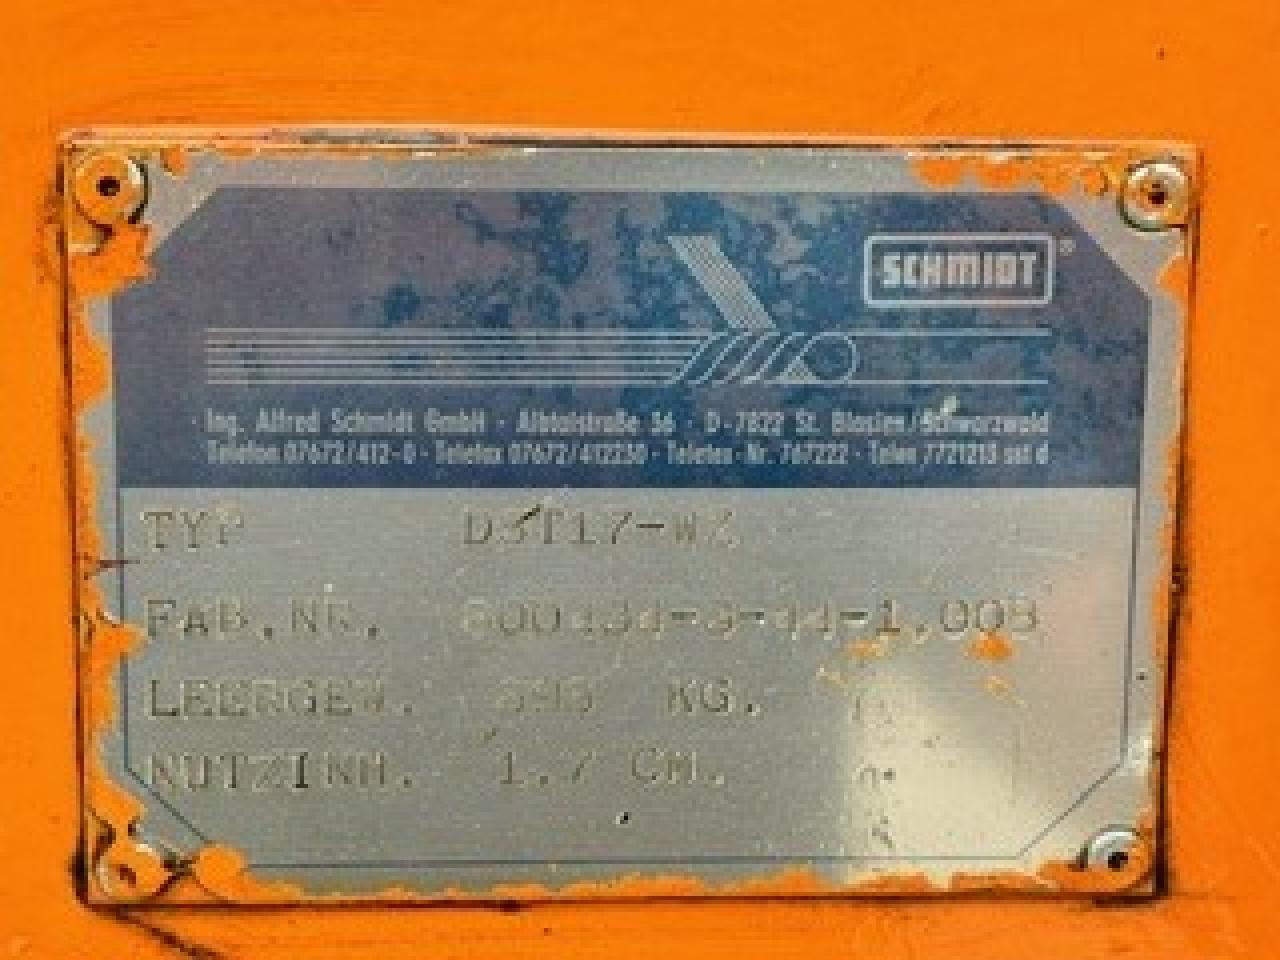 SCHMIDT®
Ing. Alfred Schmidt GmbH · Albtalstraße 36 · D-7822 St. Blasien/Schwarzwald
Telefon 07672/412-0 · Telefax 07672/412230 · Teletex-Nr. 767222 · Telex 7721213 sst d
TYP
FAB.NR.
LEERGEW. KG.
NUTZINH. 1.7 CM.